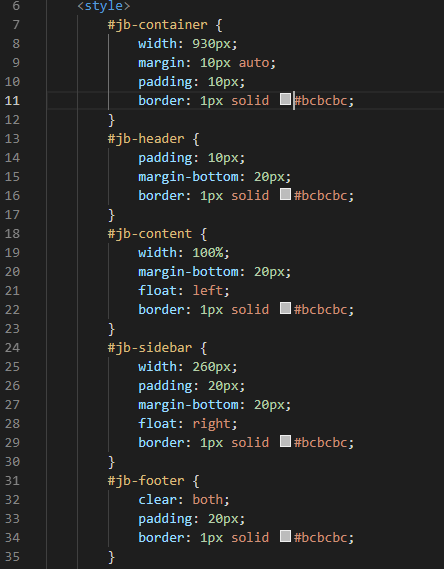 6 <style>
7 #jb-container {
8 width: 930px;
9 margin: 10px auto;
10 padding: 10px;
11 border: 1px solid #bcbcbc;
12 }
13 #jb-header {
14 padding: 10px;
15 margin-bottom: 20px;
16 border: 1px solid #bcbcbc;
17 }
18 #jb-content {
19 width: 100%;
20 margin-bottom: 20px;
21 float: left;
22 border: 1px solid #bcbcbc;
23 }
24 #jb-sidebar {
25 width: 260px;
26 padding: 20px;
27 margin-bottom: 20px;
28 float: right;
29 border: 1px solid #bcbcbc;
30 }
31 #jb-footer {
32 clear: both;
33 padding: 20px;
34 border: 1px solid #bcbcbc;
35 }